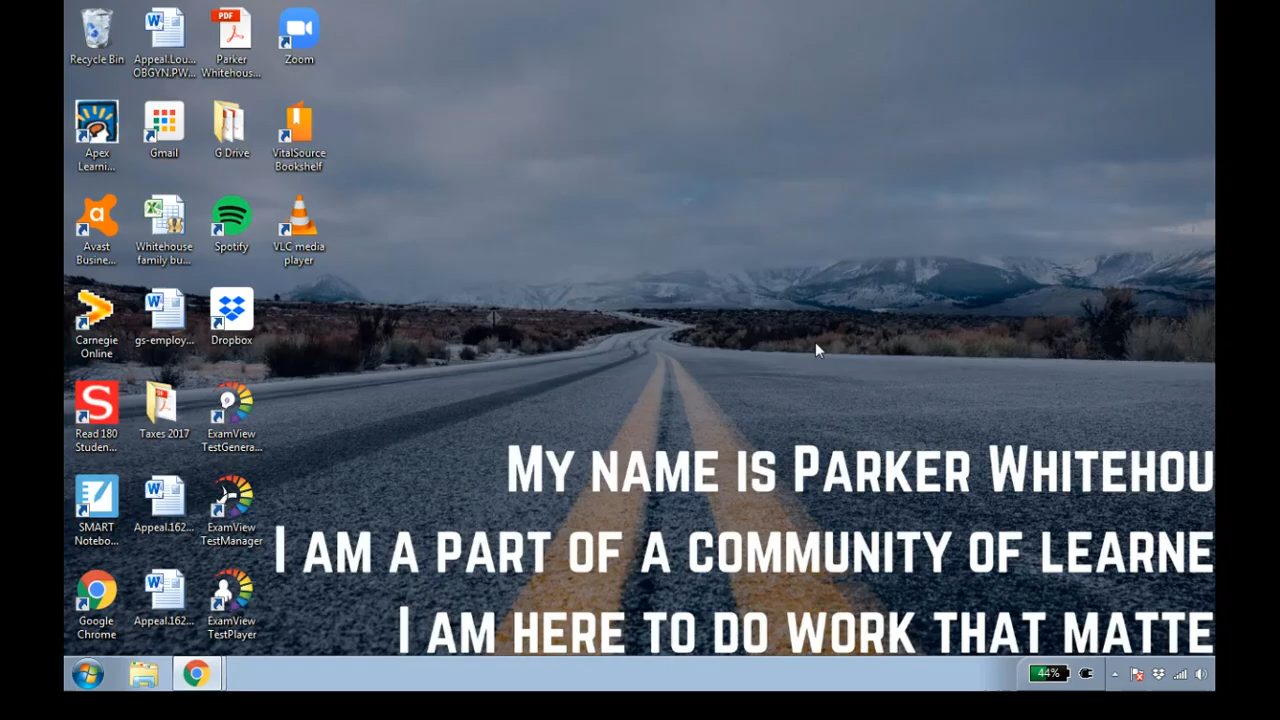 Recycle Bin
Appeal.Lou...
OBGYN.PW...
PDF
Parker
Whitehous...
Zoom
Apex
Learni...
Gmail
G Drive
VitalSource
Bookshelf
Avast
Busine...
Whitehouse
family bu...
Spotify
VLC media
player
Carnegie
Online
gs-employ...
Dropbox
Read 180
Studen...
Taxes 2017
ExamView
TestGenera...
SMART
Notebo...
Appeal.162...
ExamView
TestManager
Google
Chrome
Appeal.162...
ExamView
TestPlayer
My name is Parker Whitehou
I am a part of a community of learne
I am here to do work that matte
44%